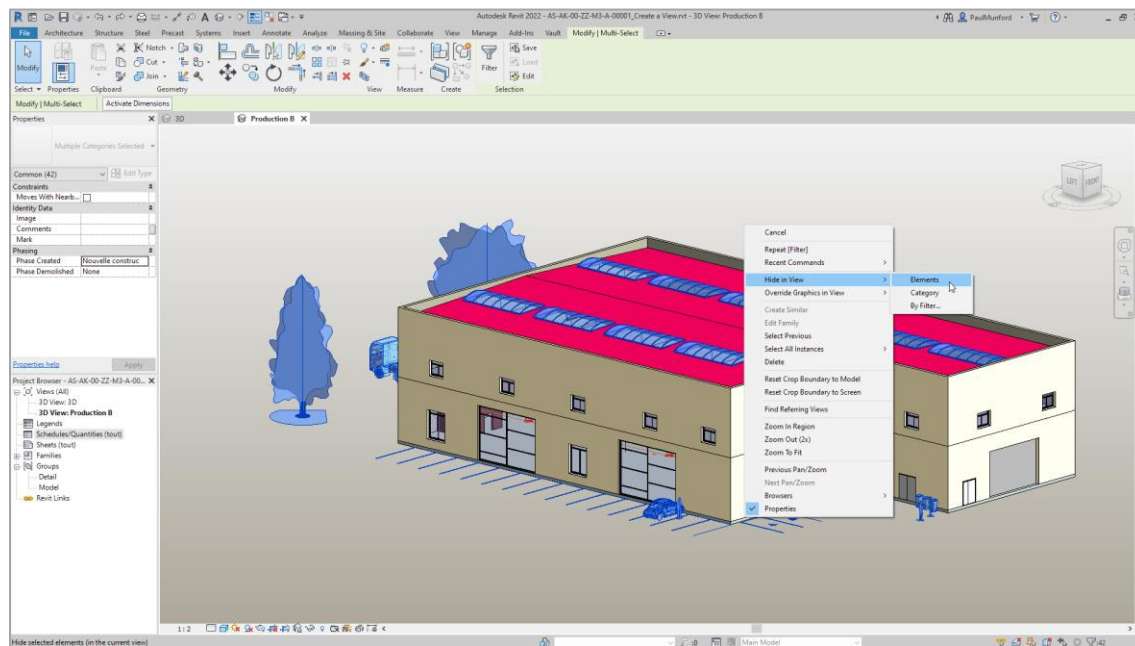 Autodesk Revit 2022 - AS-AK-00-ZZ-M3-A-00001_Create a View.rvt - 3D View: Production B
PaulMunford
File Architecture Structure Steel Precast Systems Insert Annotate Analyze Massing & Site Collaborate View Manage Add-Ins Vault Modify | Multi-Select
Modify
Paste
Notch
Cut
Join
Filter
Save
Load
Edit
Select Properties Clipboard Geometry Modify View Measure Create Selection
Modify | Multi-Select Activate Dimensions
Properties
3D
Production B
Multiple Categories Selected
Common (42) Edit Type
Constraints
Moves With Nearb...
Identity Data
Image
Comments
Mark
Phasing
Phase Created Nouvelle construc
Phase Demolished None
Properties help Apply
Project Browser - AS-AK-00-ZZ-M3-A-00...
Views (All)
3D View: 3D
3D View: Production B
Legends
Schedules/Quantities (tout)
Sheets (tout)
Families
Groups
Detail
Model
Revit Links
LEFT FRONT
Cancel
Repeat [Filter]
Recent Commands
Hide in View
Override Graphics in View
Create Similar
Edit Family
Select Previous
Select All Instances
Delete
Reset Crop Boundary to Model
Reset Crop Boundary to Screen
Find Referring Views
Zoom In Region
Zoom Out (2x)
Zoom To Fit
Previous Pan/Zoom
Next Pan/Zoom
Browsers
Properties
Elements
Category
By Filter...
1:2
Hide selected elements (in the current view)
:0
Main Model
:42